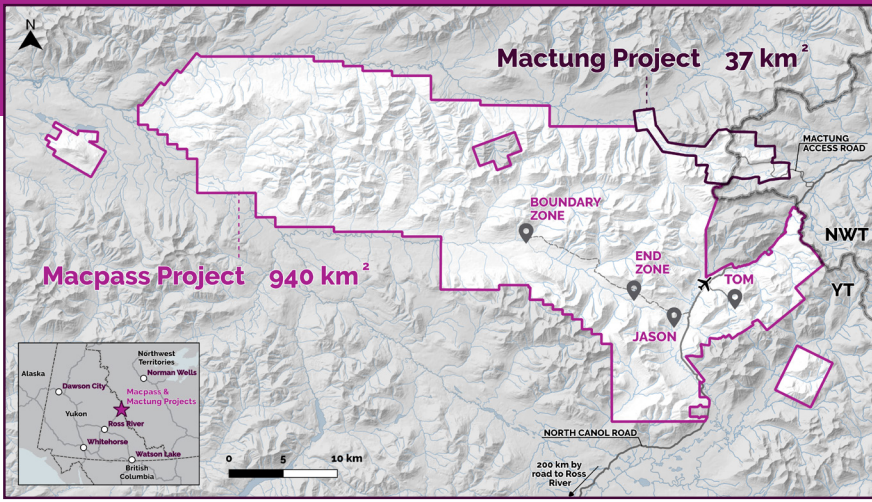 N
Mactung Project 37 km²
MACTUNG
ACCESS ROAD
BOUNDARY
ZONE
NWT
END
ZONE
Macpass Project 940 km²
TOM
YT
JASON
Northwest
Territories
Alaska
Norman Wells
Dawson City
Macpass &
Mactung Projects
Yukon
Ross River
Whitehorse
Watson Lake
British
Columbia
0 5 10 km
NORTH CANOL ROAD
200 km by
road to Ross
River